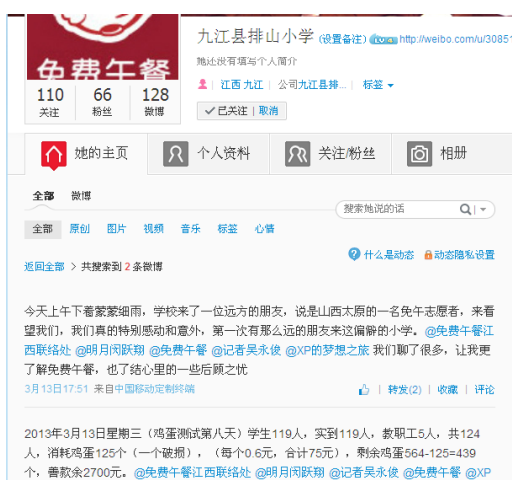 免费午餐
九江县排山小学 (设置备注) http://weibo.com/u/30851
她还没有填写个人简介
江西 九江 | 公司 九江县排... | 标签
110 66 128
关注 粉丝 微博
已关注 | 取消
她的主页 个人资料 关注/粉丝 相册
全部 微博
搜索她说的话
全部 原创 图片 视频 音乐 标签 心情
什么是动态 动态隐私设置
返回全部 > 共搜索到 2 条微博
今天上午下着蒙蒙细雨，学校来了一位远方的朋友，说是山西太原的一名免午志愿者，来看
望我们，我们真的特别感动和意外，第一次有那么远的朋友来这偏僻的小学。@免费午餐江
西联络处 @明月闵跃翔 @免费午餐 @记者吴永俊 @XP的梦想之旅 我们聊了很多，让我更
了解免费午餐，也了结心里的一些后顾之忧
3月13日17:51 来自中国移动定制终端 | 转发(2) | 收藏 | 评论
2013年3月13日星期三（鸡蛋测试第八天）学生119人，实到119人，教职工5人，共124
人，消耗鸡蛋125个（一个破损），（每个0.6元，合计75元），剩余鸡蛋564-125=439
个，善款余2700元。@免费午餐江西联络处 @明月闵跃翔 @记者吴永俊 @免费午餐 @XP